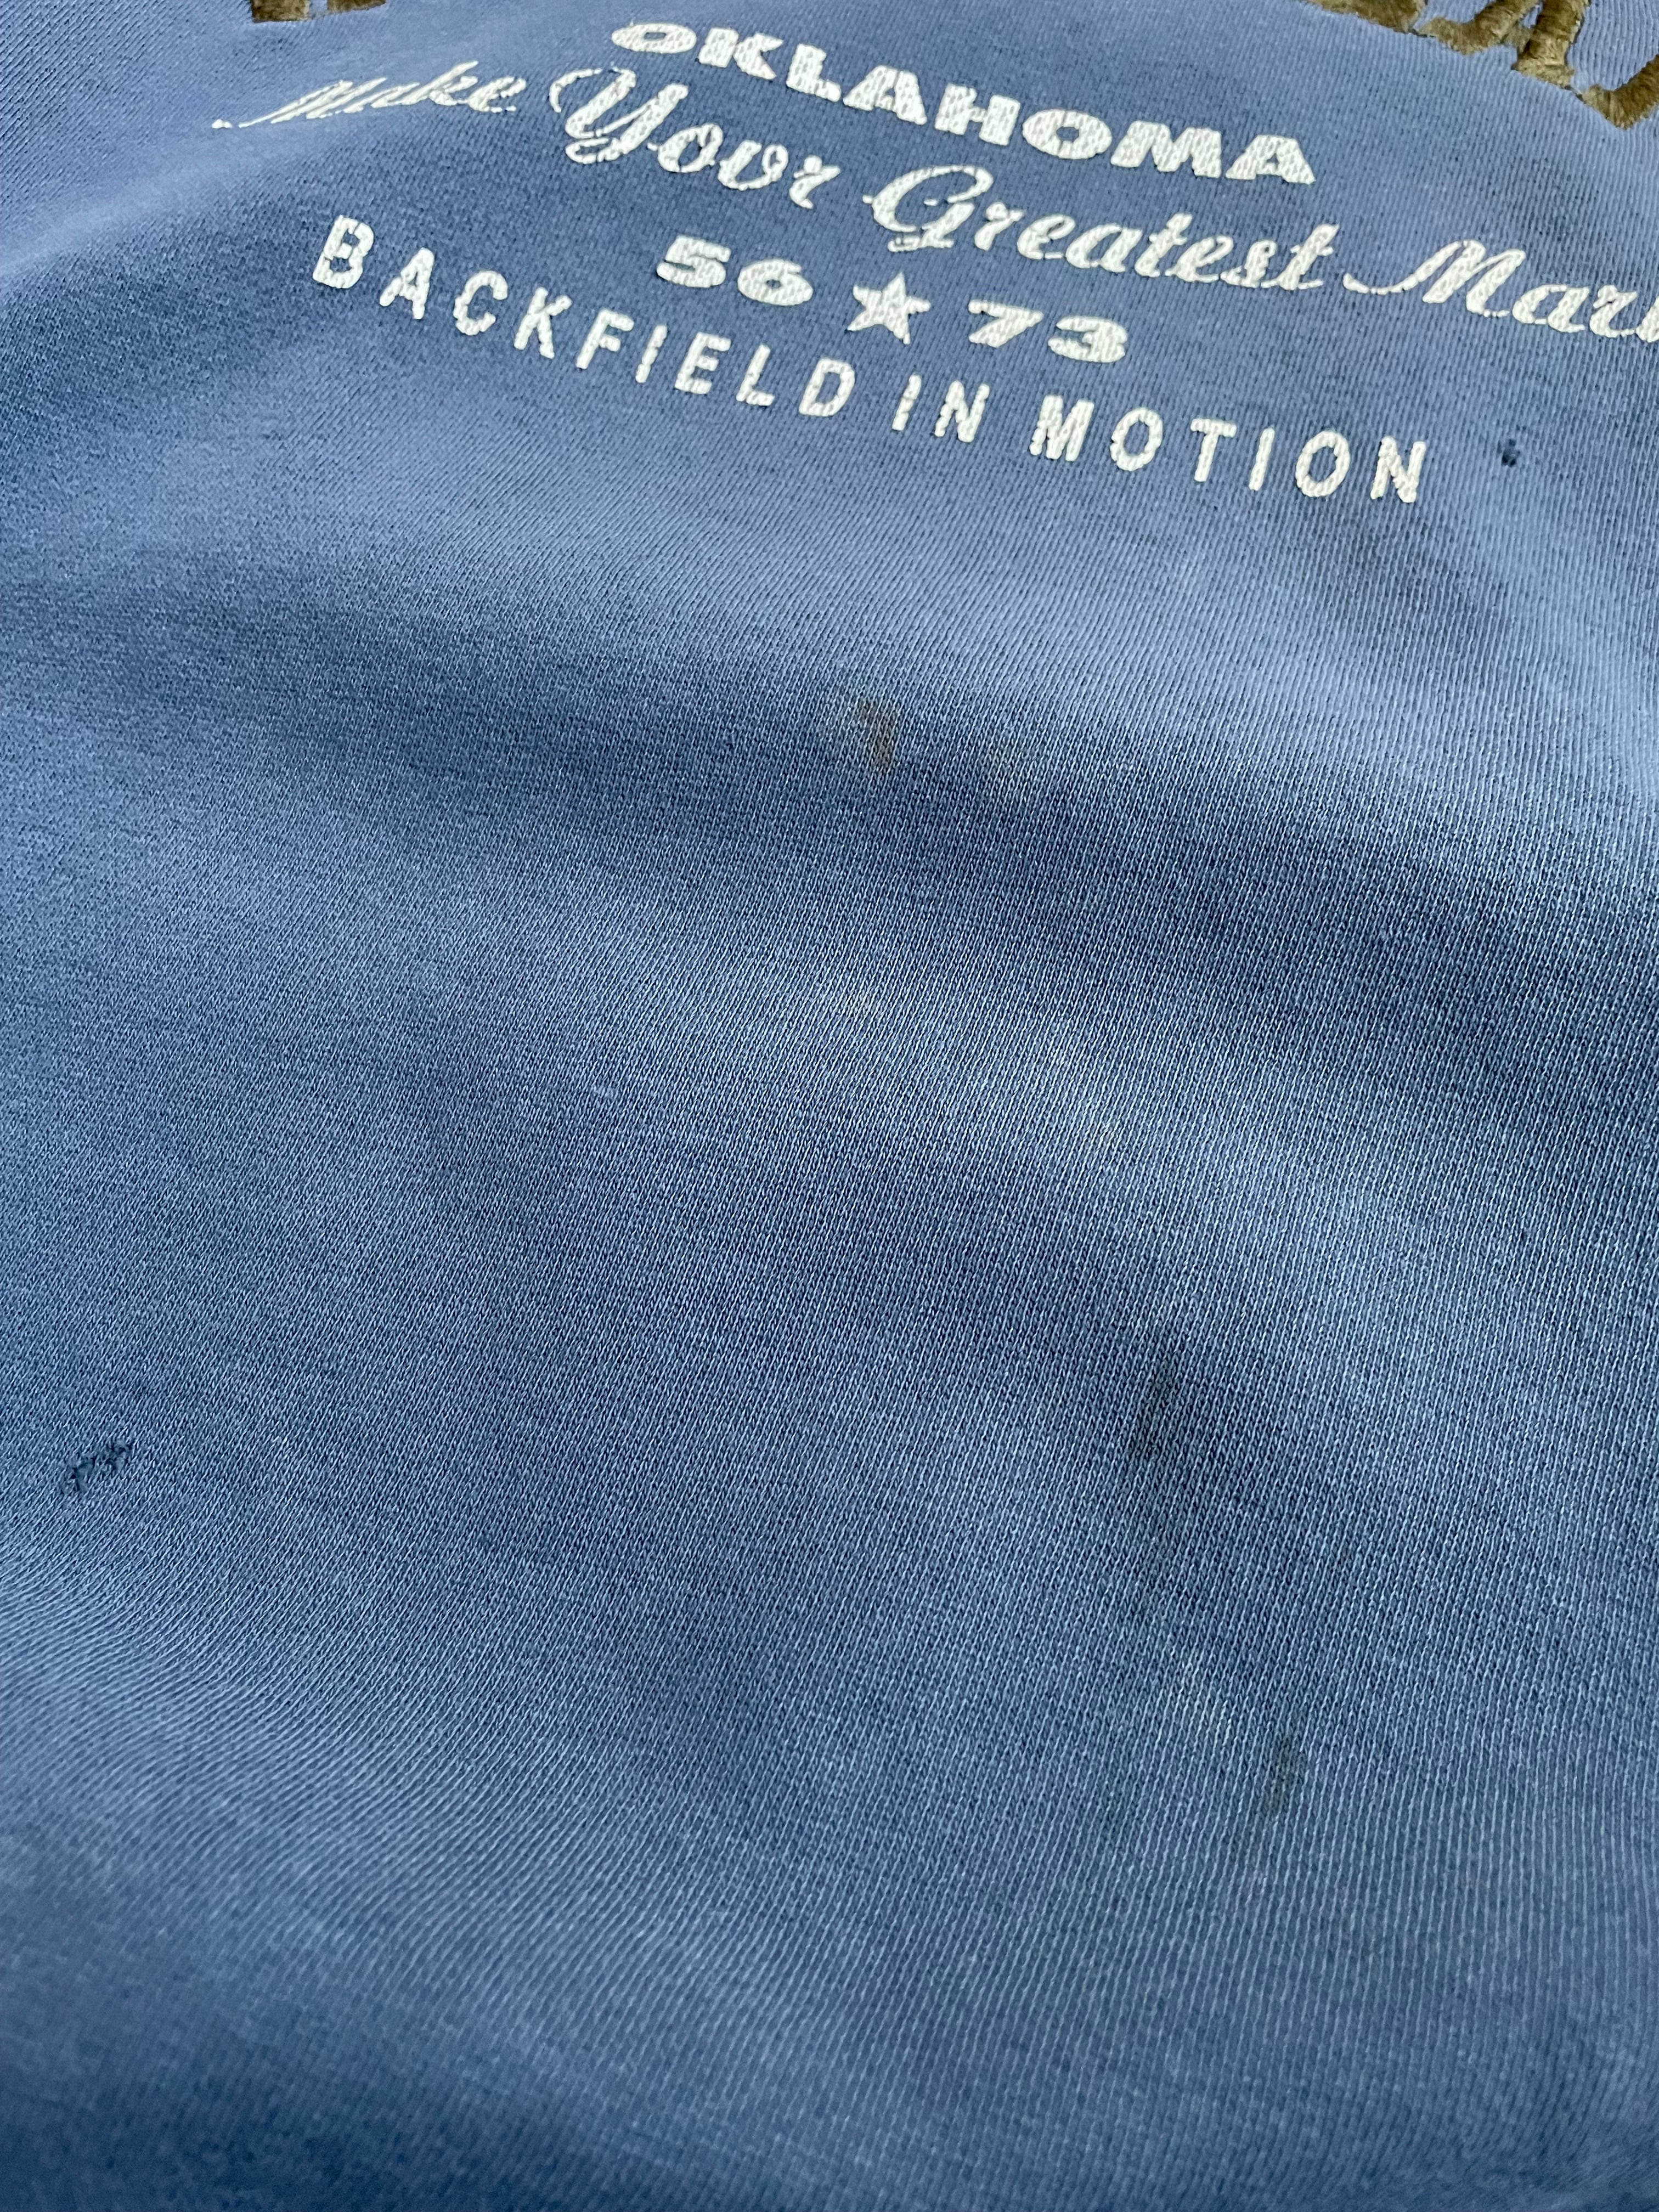 OKLAHOMA
Make Your Greatest
56 ★ 73
BACKFIELD IN MOTION